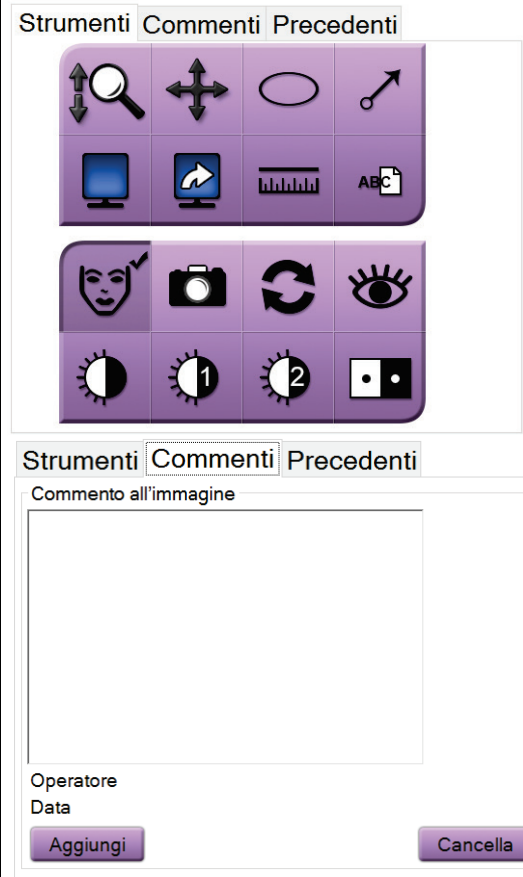 Strumenti Commenti Precedenti
ABC
1 2
Strumenti Commenti Precedenti
Commento all'immagine
Operatore
Data
Aggiungi Cancella